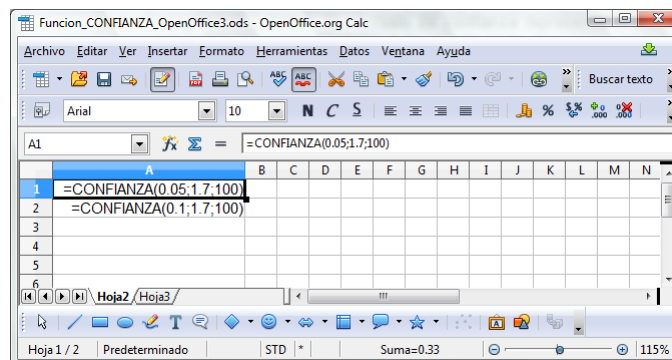 Funcion_CONFIANZA_OpenOffice3.ods - OpenOffice.org Calc
Archivo Editar Ver Insertar Formato Herramientas Datos Ventana Ayuda
Buscar texto
Arial 10 N C S
A1 =CONFIANZA(0.05;1.7;100)
A B C D E F G H I J K L M N
1 =CONFIANZA(0.05;1.7;100)
2 =CONFIANZA(0.1;1.7;100)
3
4
5
6
Hoja2 Hoja3
Hoja 1 / 2 Predeterminado STD * Suma=0.33 115%